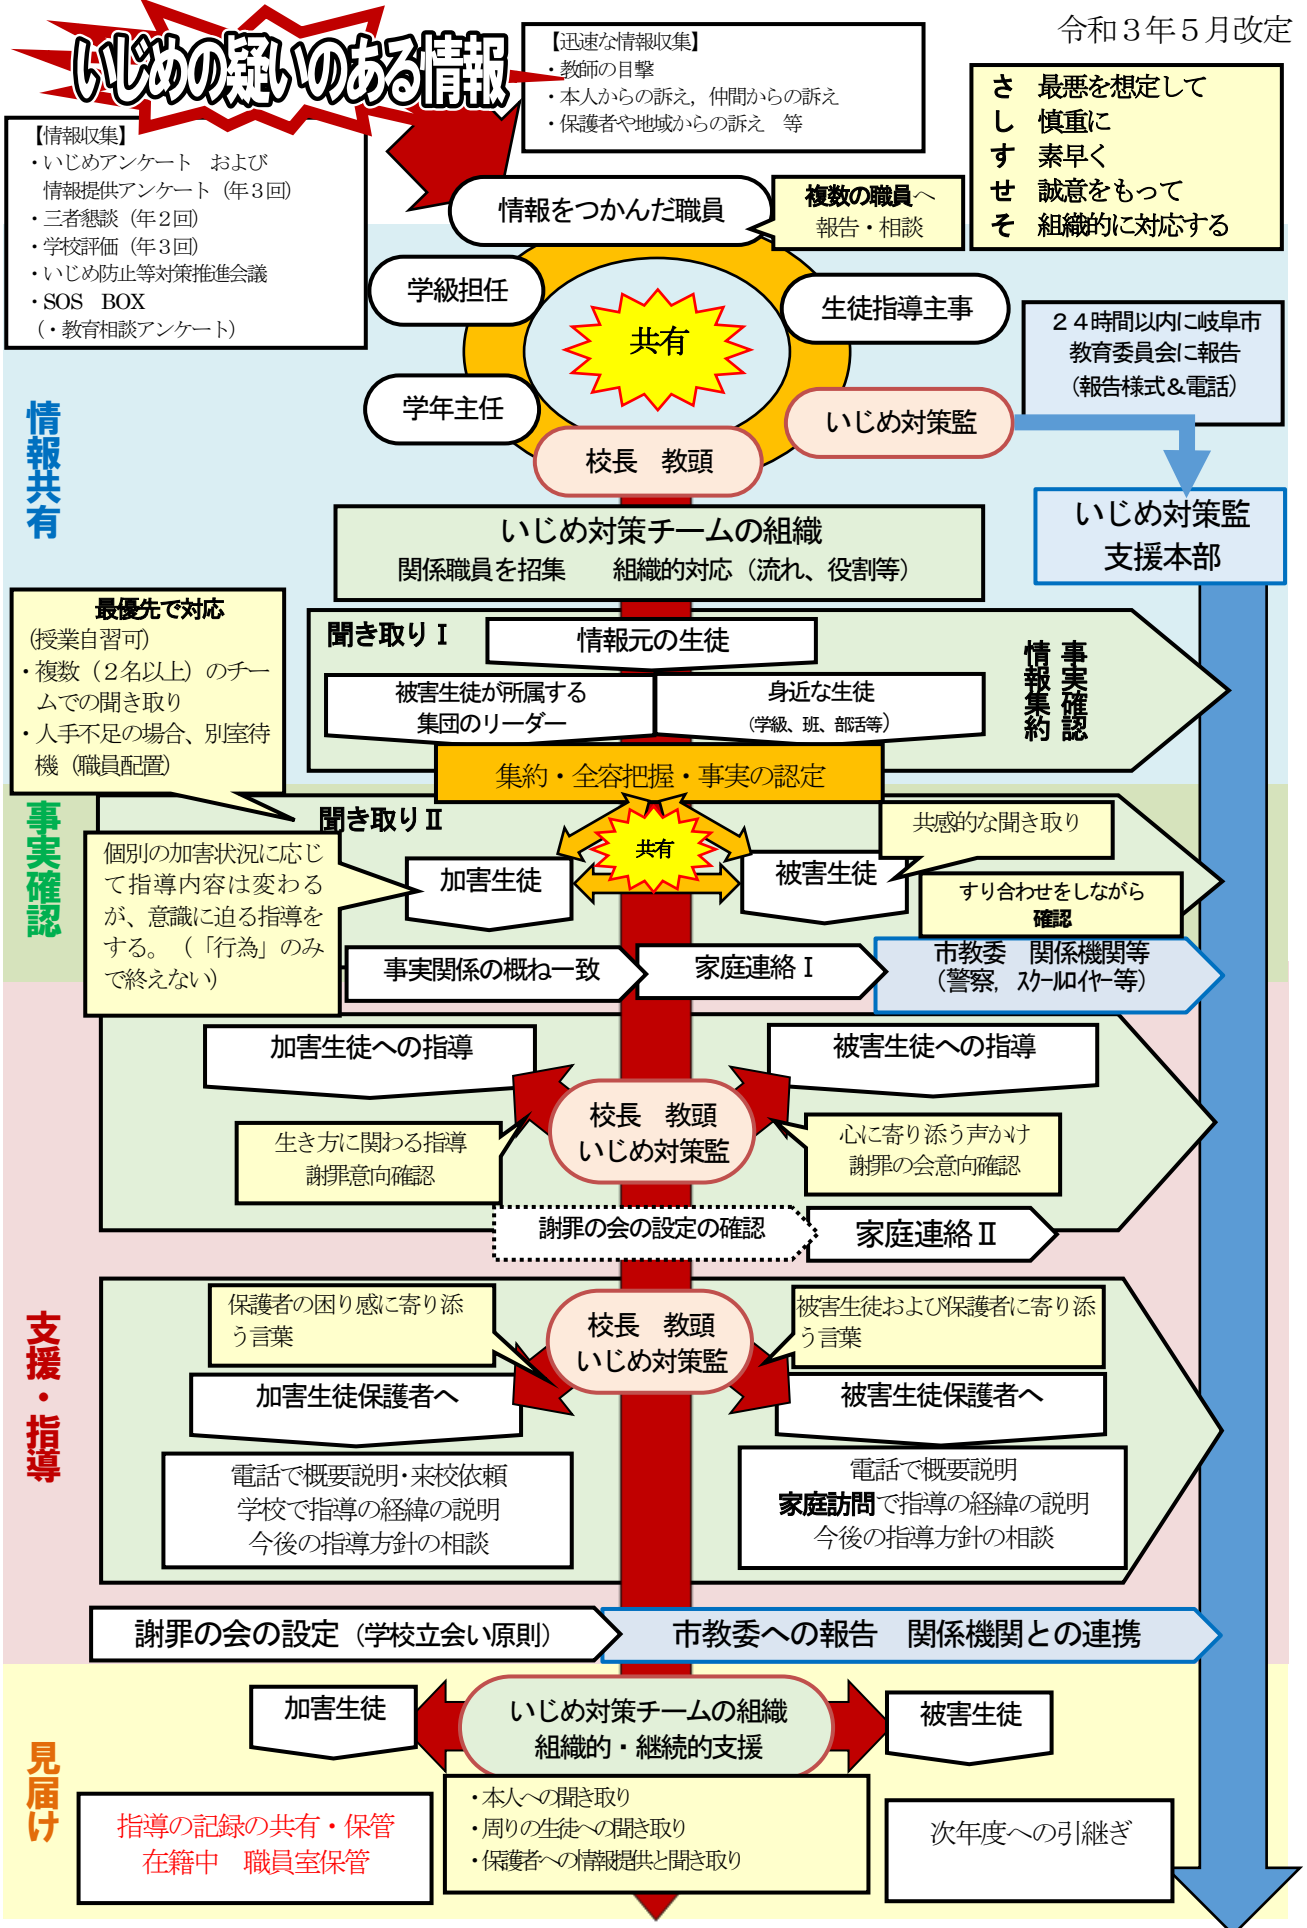 令和３年５月改定
いじめの疑いのある情報
【迅速な情報収集】
・教師の目撃
・本人からの訴え，仲間からの訴え
・保護者や地域からの訴え　等
さ　最悪を想定して
し　慎重に
す　素早く
せ　誠意をもって
そ　組織的に対応する
【情報収集】
・いじめアンケート　および
情報提供アンケート（年３回）
・三者懇談（年２回）
・学校評価（年３回）
・いじめ防止等対策推進会議
・SOS　BOX
（・教育相談アンケート）
情報をつかんだ職員
複数の職員へ
報告・相談
学級担任
生徒指導主事
共有
学年主任
いじめ対策監
校長　教頭
２４時間以内に岐阜市
教育委員会に報告
（報告様式＆電話）
情報共有
いじめ対策監
支援本部
いじめ対策チームの組織
関係職員を招集　　組織的対応（流れ、役割等）
最優先で対応
（授業自習可）
・複数（２名以上）のチー
ムでの聞き取り
・人手不足の場合、別室待
機（職員配置）
聞き取りⅠ
情報元の生徒
被害生徒が所属する
集団のリーダー
身近な生徒
（学級、班、部活等）
事実確認
情報集約
集約・全容把握・事実の認定
事実確認
聞き取りⅡ
共有
加害生徒
被害生徒
共感的な聞き取り
すり合わせをしながら
確認
個別の加害状況に応じ
て指導内容は変わる
が、意識に迫る指導を
する。（「行為」のみ
で終えない）
事実関係の概ね一致
家庭連絡Ⅰ
市教委　関係機関等
（警察，スクールロイヤー等）
支援・指導
加害生徒への指導
被害生徒への指導
校長　教頭
いじめ対策監
生き方に関わる指導
謝罪意向確認
心に寄り添う声かけ
謝罪の会意向確認
謝罪の会の設定の確認
家庭連絡Ⅱ
保護者の困り感に寄り添
う言葉
校長　教頭
いじめ対策監
被害生徒および保護者に寄り添
う言葉
加害生徒保護者へ
被害生徒保護者へ
電話で概要説明・来校依頼
学校で指導の経緯の説明
今後の指導方針の相談
電話で概要説明
家庭訪問で指導の経緯の説明
今後の指導方針の相談
謝罪の会の設定（学校立会い原則）
市教委への報告　関係機関との連携
見届け
加害生徒
いじめ対策チームの組織
組織的・継続的支援
被害生徒
指導の記録の共有・保管
在籍中　職員室保管
・本人への聞き取り
・周りの生徒への聞き取り
・保護者への情報提供と聞き取り
次年度への引継ぎ